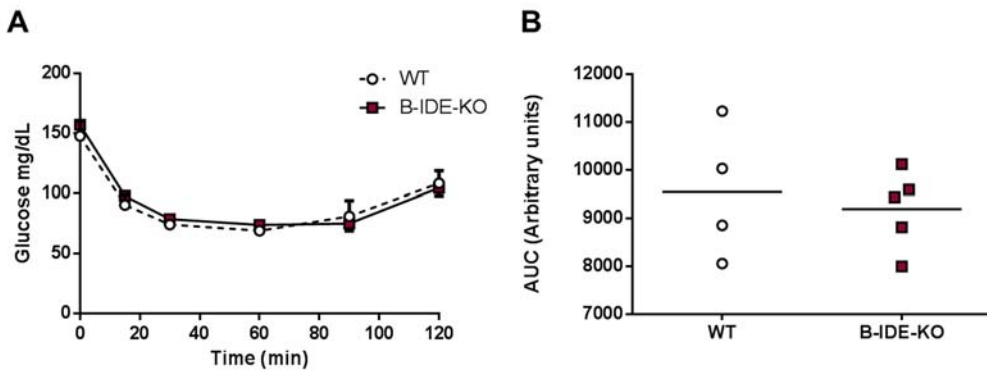 A
B
200
150
100
50
0
Glucose mg/dL
WT
B-IDE-KO
0 20 40 60 80 100 120
Time (min)
12000
11000
10000
9000
8000
7000
AUC (Arbitrary units)
WT B-IDE-KO